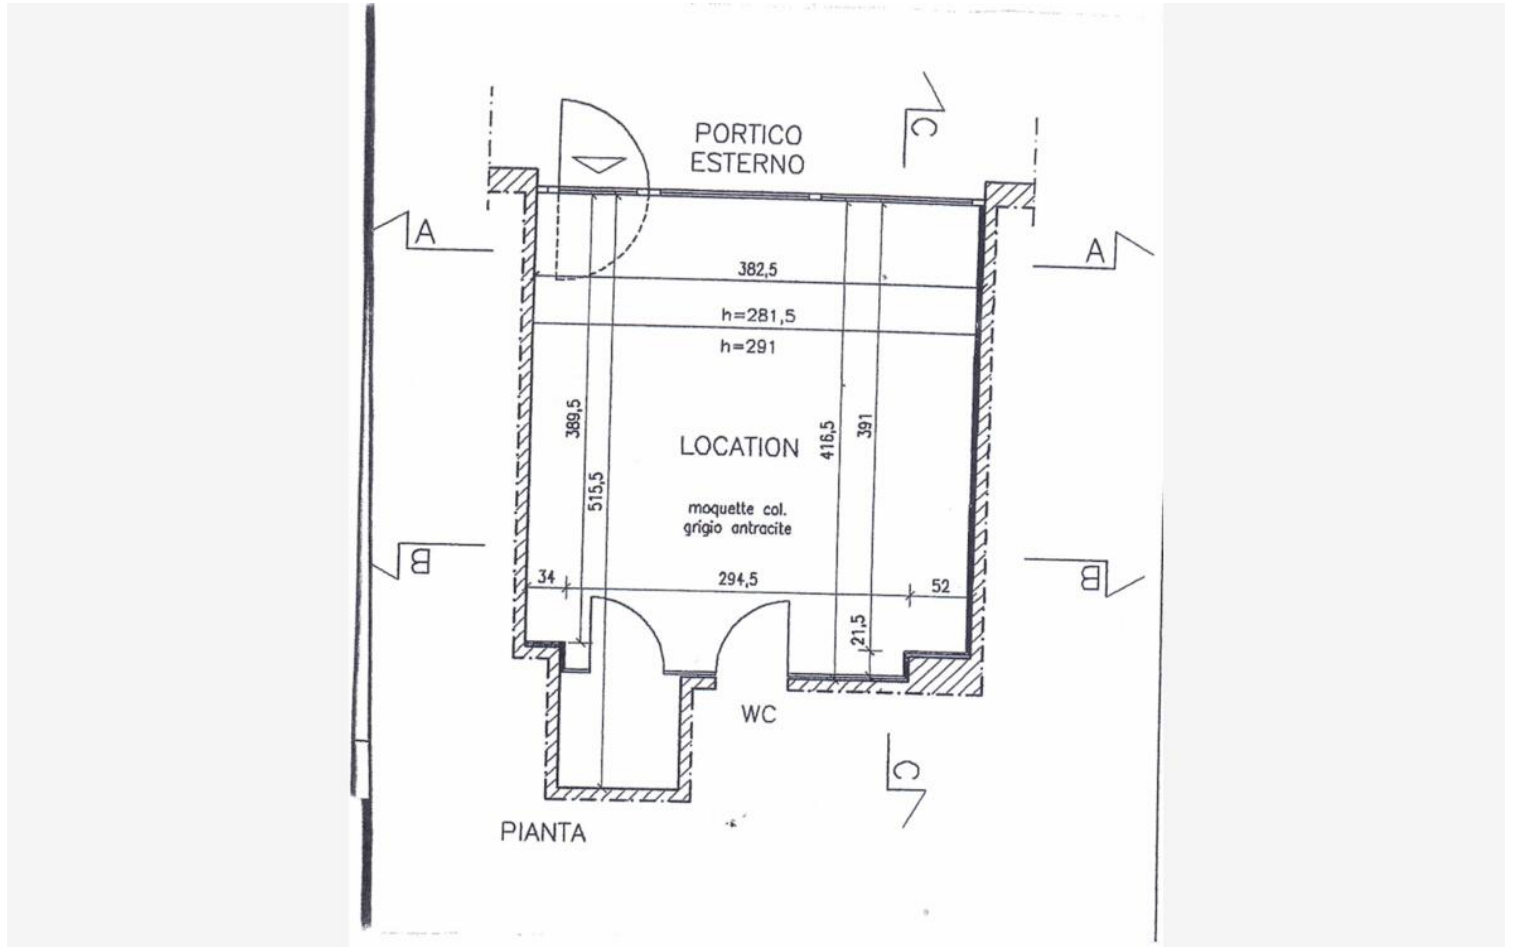 C
PORTICO
ESTERNO
A
A
382,5
h=281,5
h=291
389,5
416,5
391
LOCATION
515,5
moquette col.
grigio antracite
B
B
34
294,5
52
21,5
WC
C
PIANTA